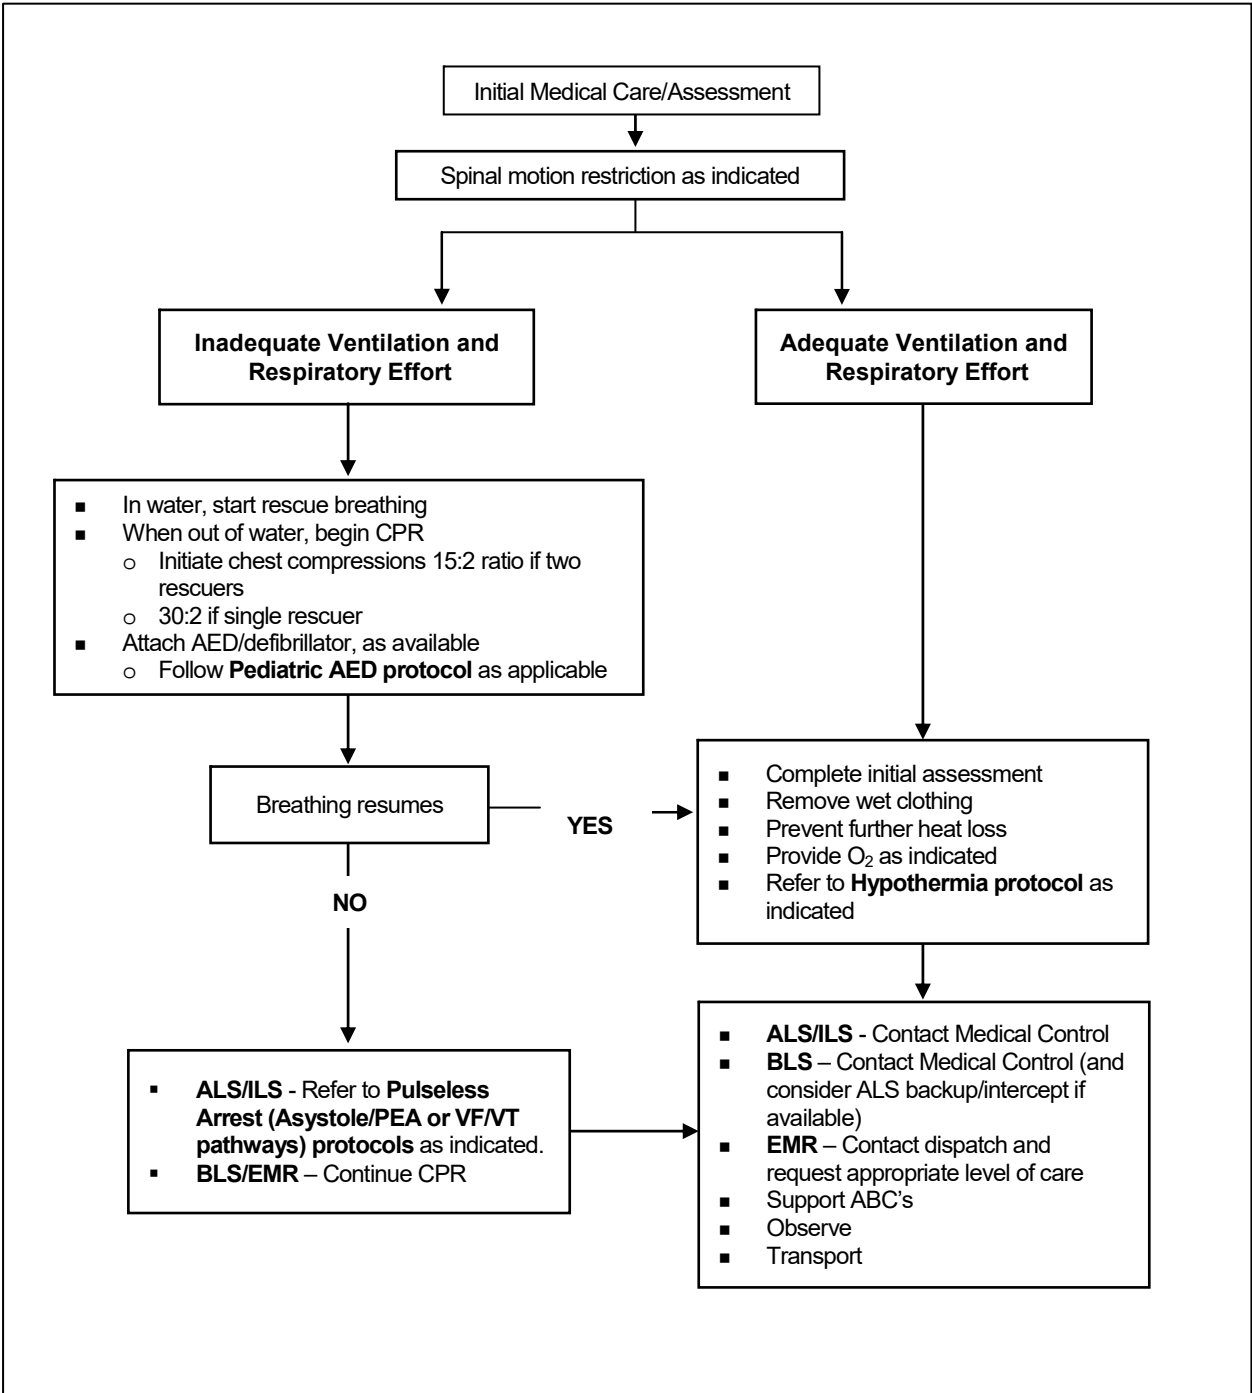 Initial Medical Care/Assessment
Spinal motion restriction as indicated
Inadequate Ventilation and
Respiratory Effort
Adequate Ventilation and
Respiratory Effort
▪ In water, start rescue breathing
▪ When out of water, begin CPR
o Initiate chest compressions 15:2 ratio if two
rescuers
o 30:2 if single rescuer
▪ Attach AED/defibrillator, as available
o Follow Pediatric AED protocol as applicable
Breathing resumes
YES
NO
▪ Complete initial assessment
▪ Remove wet clothing
▪ Prevent further heat loss
▪ Provide O₂ as indicated
▪ Refer to Hypothermia protocol as
indicated
▪ ALS/ILS - Refer to Pulseless
Arrest (Asystole/PEA or VF/VT
pathways) protocols as indicated.
▪ BLS/EMR – Continue CPR
▪ ALS/ILS - Contact Medical Control
▪ BLS – Contact Medical Control (and
consider ALS backup/intercept if
available)
▪ EMR – Contact dispatch and
request appropriate level of care
▪ Support ABC’s
▪ Observe
▪ Transport